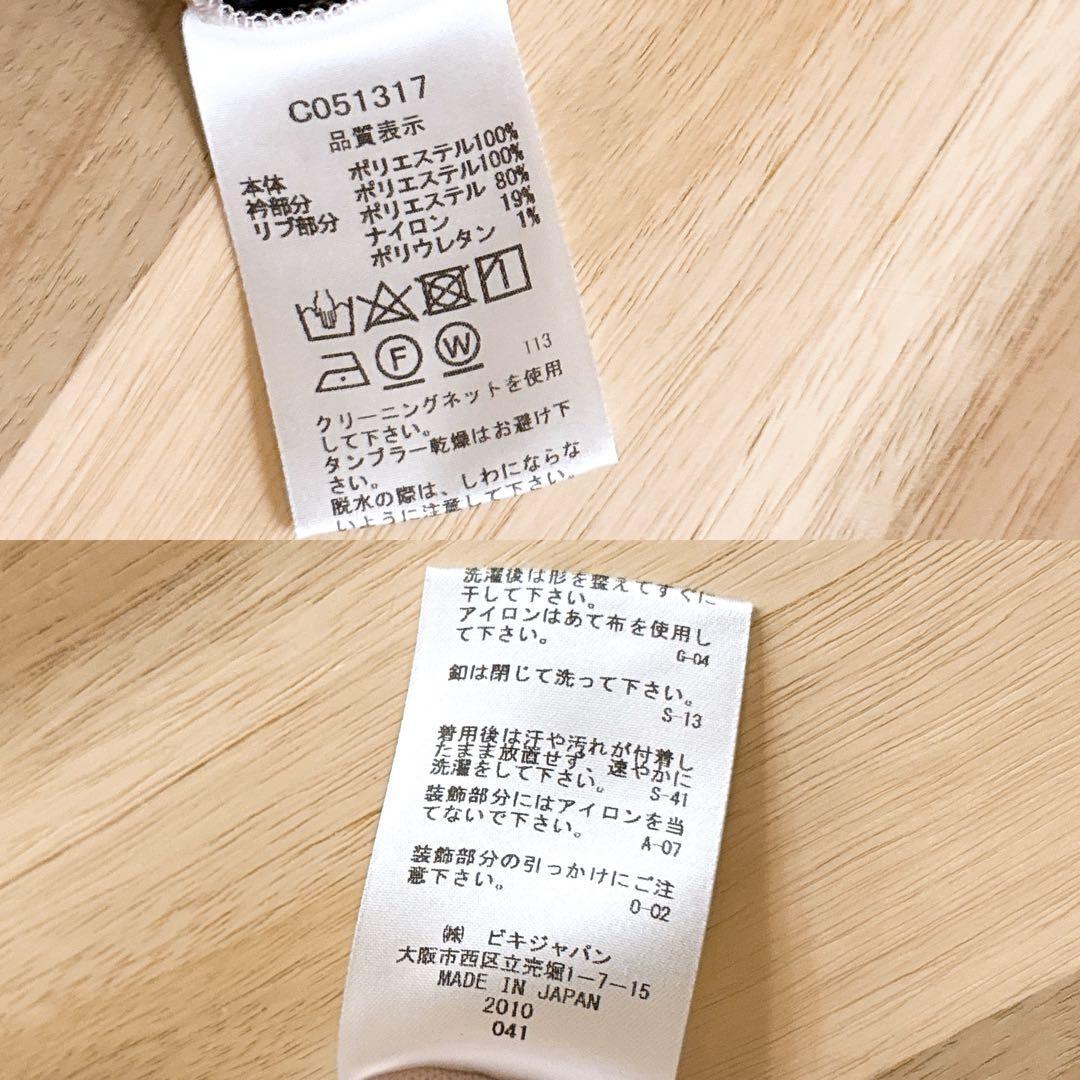 C051317
品質表示
本体 ポリエステル100%
衿部分 ポリエステル100%
リブ部分 ポリエステル 80%
ナイロン 19%
ポリウレタン 1%
F W 113
クリーニングネットを使用
して下さい。
タンブラー乾燥はお避け下
さい。
脱水の際は、しわにならな
いように注意して下さい。
洗濯後は形を整えてすぐに
干して下さい。
アイロンはあて布を使用し
て下さい。
G-04
釦は閉じて洗って下さい。
S-13
着用後は汗や汚れが付着し
たまま放置せず、速やかに
洗濯をして下さい。
S-41
装飾部分にはアイロンを当
てないで下さい。
A-07
装飾部分の引っかけにご注
意下さい。
O-02
㈱ ビキジャパン
大阪市西区立売堀1-7-15
MADE IN JAPAN
2010
041